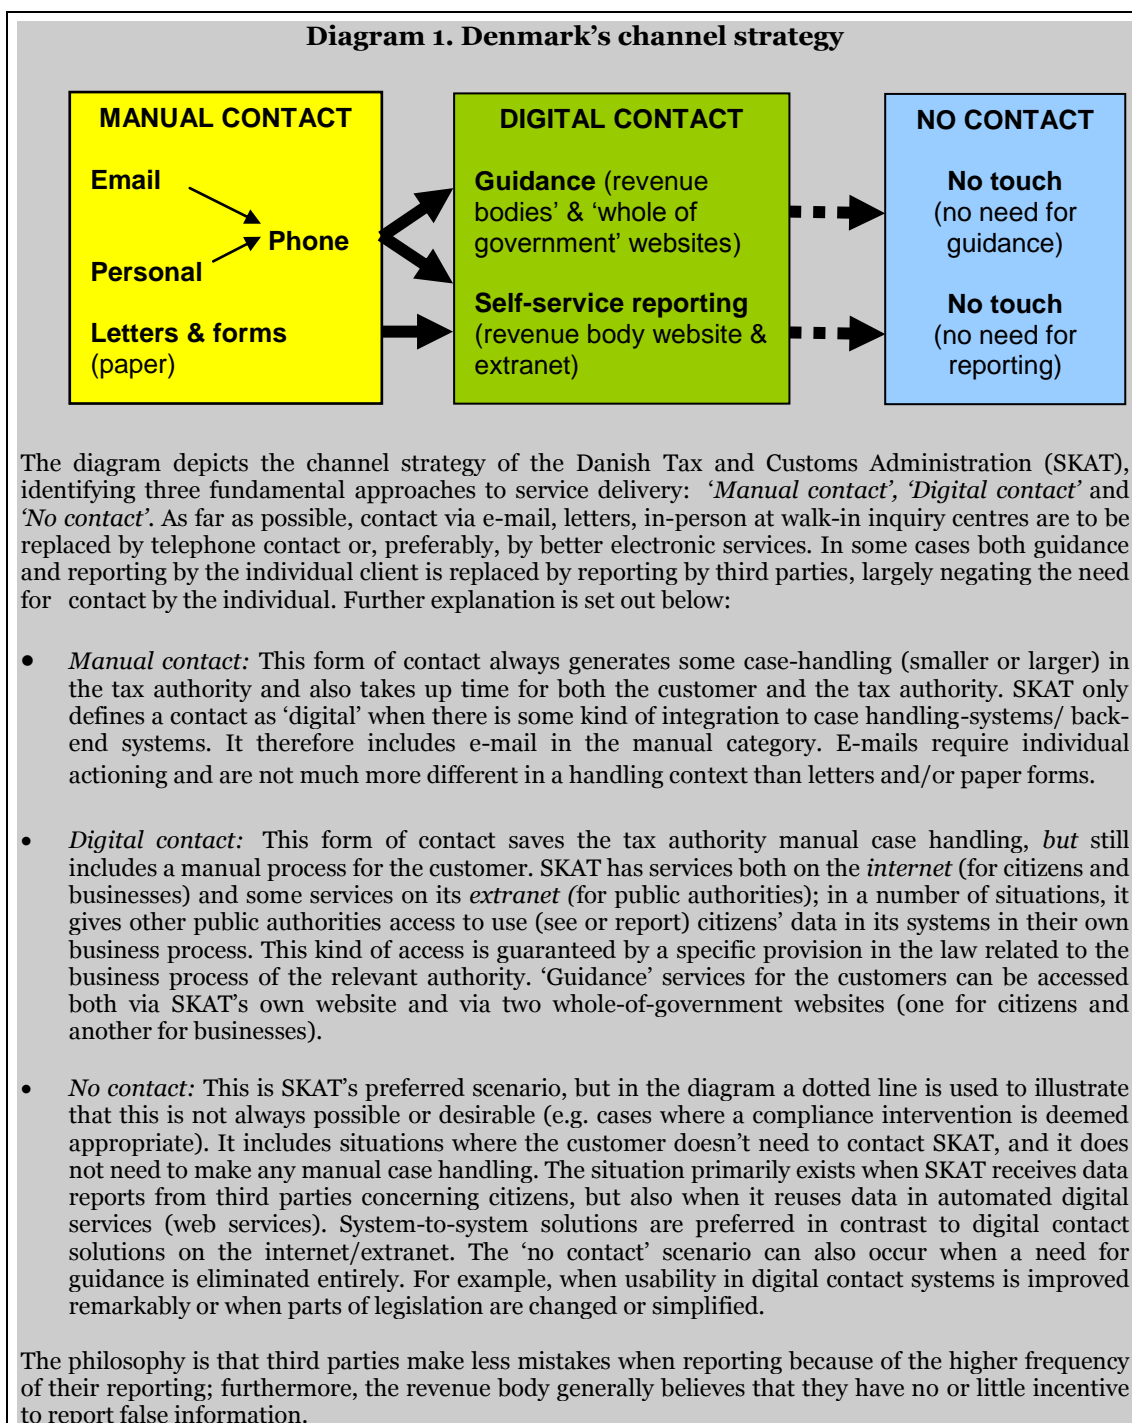 Diagram 1. Denmark's channel strategy
MANUAL CONTACT
Email
Phone
Personal
Letters & forms
(paper)
DIGITAL CONTACT
Guidance (revenue
bodies' & 'whole of
government' websites)
Self-service reporting
(revenue body website &
extranet)
NO CONTACT
No touch
(no need for
guidance)
No touch
(no need for
reporting)
The diagram depicts the channel strategy of the Danish Tax and Customs Administration (SKAT),
identifying three fundamental approaches to service delivery: 'Manual contact', 'Digital contact' and
'No contact'. As far as possible, contact via e-mail, letters, in-person at walk-in inquiry centres are to be
replaced by telephone contact or, preferably, by better electronic services. In some cases both guidance
and reporting by the individual client is replaced by reporting by third parties, largely negating the need
for contact by the individual. Further explanation is set out below:
• Manual contact: This form of contact always generates some case-handling (smaller or larger) in
the tax authority and also takes up time for both the customer and the tax authority. SKAT only
defines a contact as 'digital' when there is some kind of integration to case handling-systems/ back-
end systems. It therefore includes e-mail in the manual category. E-mails require individual
actioning and are not much more different in a handling context than letters and/or paper forms.
• Digital contact: This form of contact saves the tax authority manual case handling, but still
includes a manual process for the customer. SKAT has services both on the internet (for citizens and
businesses) and some services on its extranet (for public authorities); in a number of situations, it
gives other public authorities access to use (see or report) citizens' data in its systems in their own
business process. This kind of access is guaranteed by a specific provision in the law related to the
business process of the relevant authority. 'Guidance' services for the customers can be accessed
both via SKAT's own website and via two whole-of-government websites (one for citizens and
another for businesses).
• No contact: This is SKAT's preferred scenario, but in the diagram a dotted line is used to illustrate
that this is not always possible or desirable (e.g. cases where a compliance intervention is deemed
appropriate). It includes situations where the customer doesn't need to contact SKAT, and it does
not need to make any manual case handling. The situation primarily exists when SKAT receives data
reports from third parties concerning citizens, but also when it reuses data in automated digital
services (web services). System-to-system solutions are preferred in contrast to digital contact
solutions on the internet/extranet. The 'no contact' scenario can also occur when a need for
guidance is eliminated entirely. For example, when usability in digital contact systems is improved
remarkably or when parts of legislation are changed or simplified.
The philosophy is that third parties make less mistakes when reporting because of the higher frequency
of their reporting; furthermore, the revenue body generally believes that they have no or little incentive
to report false information.